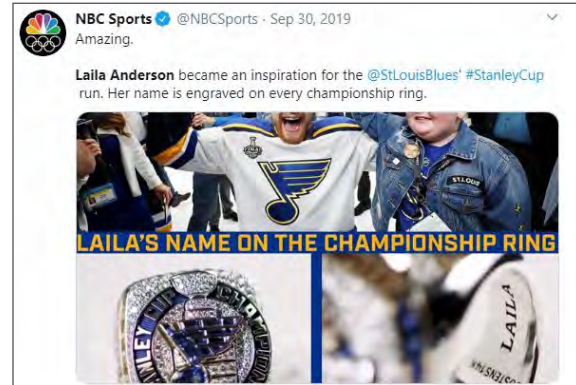 NBC Sports @NBCSports · Sep 30, 2019
Amazing.
Laila Anderson became an inspiration for the @StLouisBlues' #StanleyCup
run. Her name is engraved on every championship ring.
ST.LOUIS
LAILA'S NAME ON THE CHAMPIONSHIP RING
LAILA